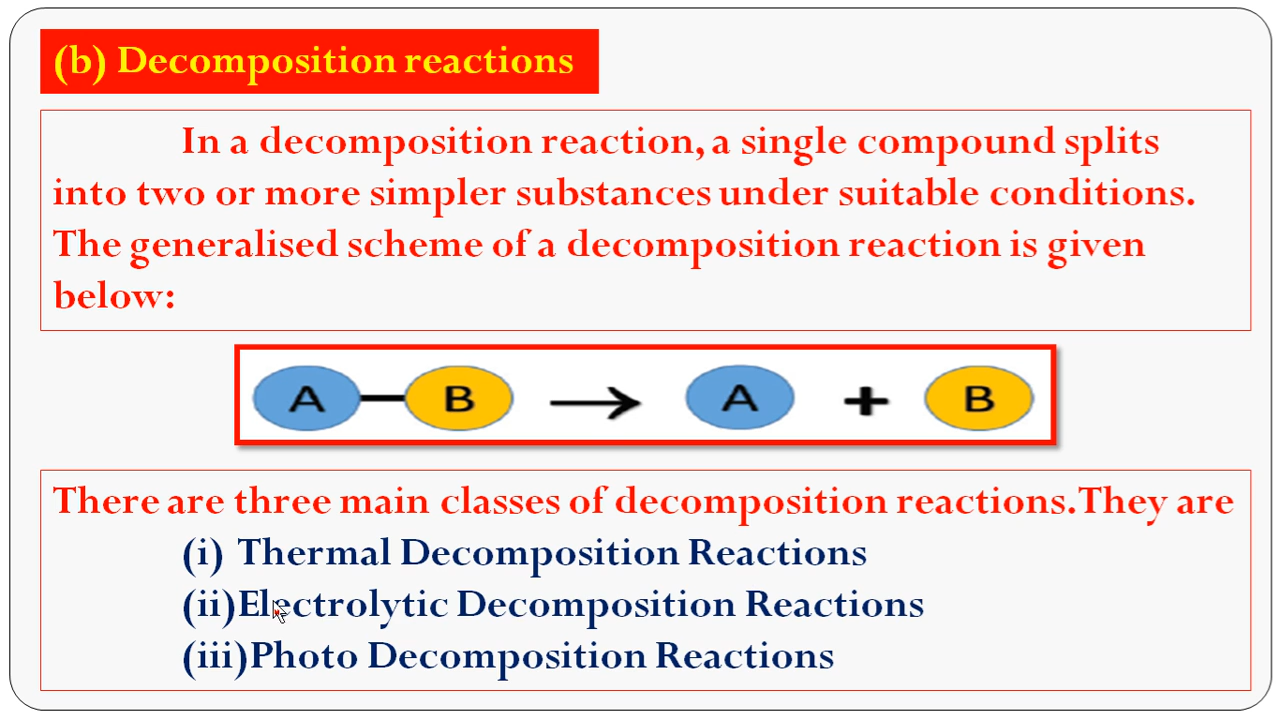 (b) Decomposition reactions
In a decomposition reaction, a single compound splits
into two or more simpler substances under suitable conditions.
The generalised scheme of a decomposition reaction is given
below:
A B → A + B
There are three main classes of decomposition reactions.They are
(i) Thermal Decomposition Reactions
(ii)Electrolytic Decomposition Reactions
(iii)Photo Decomposition Reactions